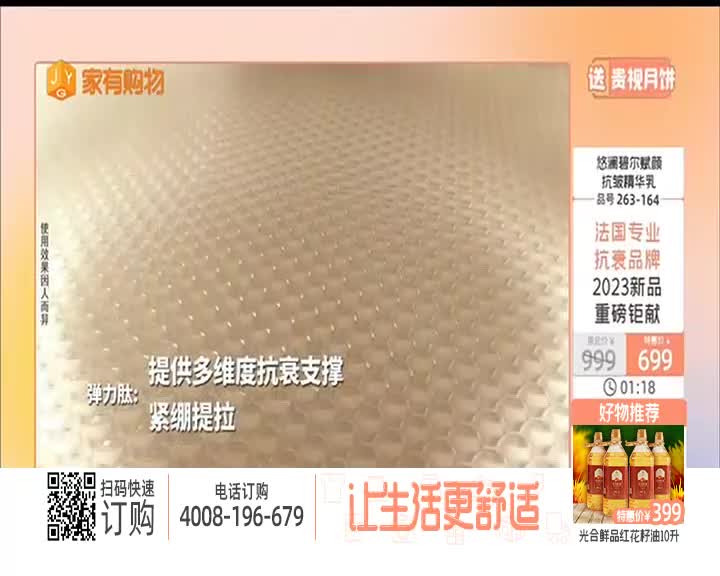 JYG 家有购物
送 贵视月饼
悠澜碧尔赋颜
抗皱精华乳
品号 263-164
法国专业
抗衰品牌
2023新品
重磅钜献
999
特惠价¥
699
01:18
好物推荐
特惠价¥399
光合鲜品红花籽油10升
使用效果因人而异
弹力肽:
提供多维度抗衰支撑
紧绷提拉
扫码快速
订购
电话订购
4008-196-679
让生活更舒适